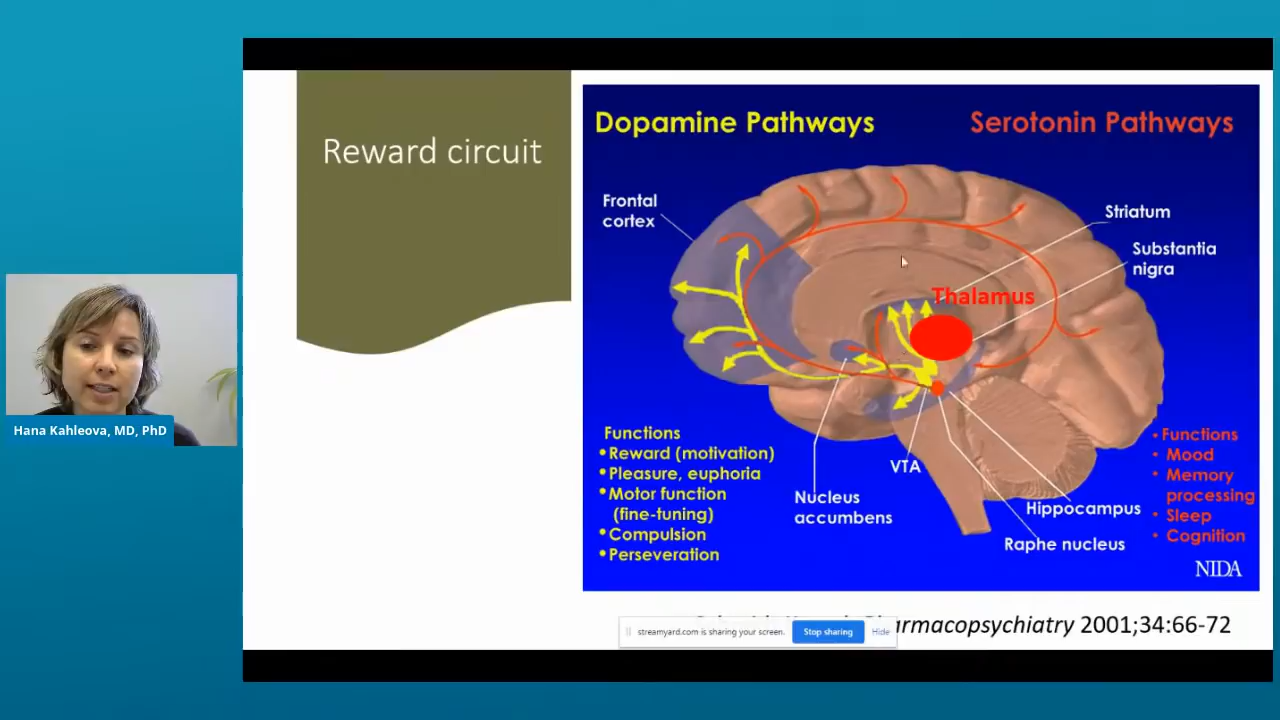 Reward circuit
Dopamine Pathways
Serotonin Pathways
Frontal
cortex
Striatum
Substantia
nigra
Thalamus
Hana Kahleova, MD, PhD
Functions
•Reward (motivation)
•Pleasure, euphoria
•Motor function
(fine-tuning)
•Compulsion
•Perseveration
Nucleus
accumbens
VTA
Hippocampus
Raphe nucleus
• Functions
• Mood
• Memory
processing
• Sleep
• Cognition
NIDA
streamyard.com is sharing your screen.
Stop sharing
Hide
2001;34:66-72